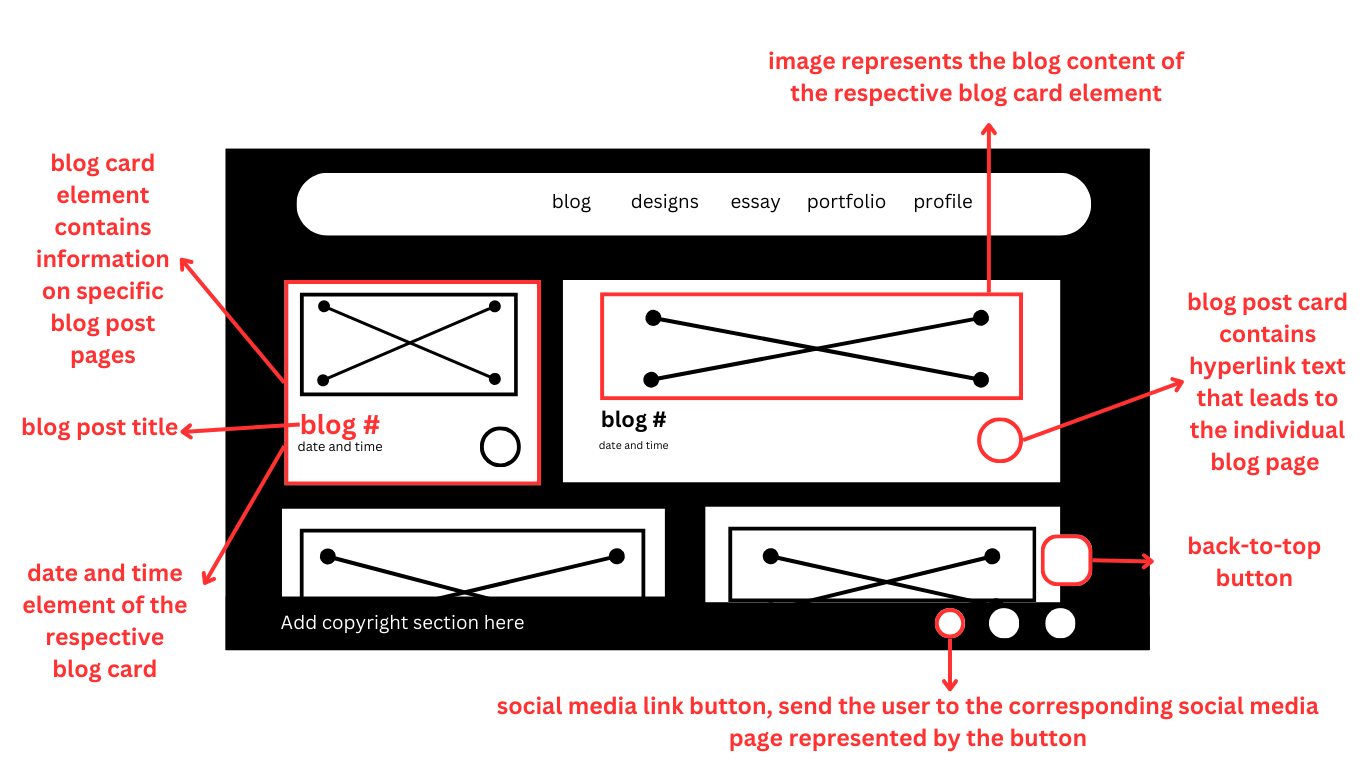 image represents the blog content of
the respective blog card element
blog card
element
contains
information
on specific
blog post
pages
blog designs essay portfolio profile
blog post card
contains
hyperlink text
that leads to
the individual
blog page
blog post title
blog #
date and time
blog #
date and time
back-to-top
button
date and time
element of the
respective
blog card
Add copyright section here
social media link button, send the user to the corresponding social media
page represented by the button